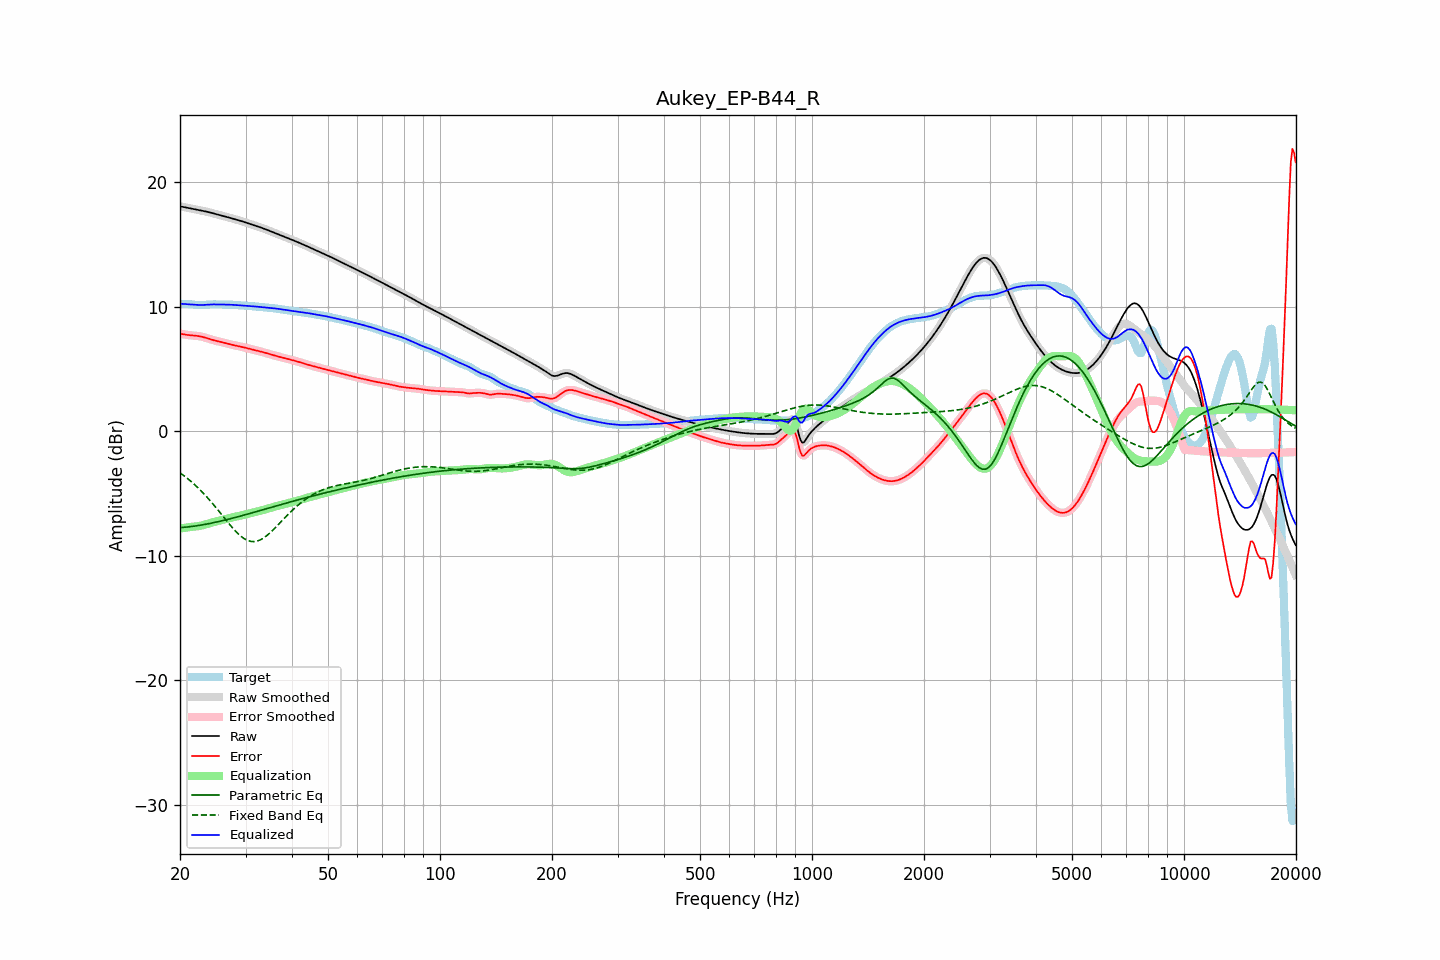 Aukey_EP-B44_R
Amplitude (dBr)
20
10
0
−10
−20
−30
Target
Raw Smoothed
Error Smoothed
Raw
Error
Equalization
Parametric Eq
Fixed Band Eq
Equalized
20 50 100 200 500 1000 2000 5000 10000 20000
Frequency (Hz)